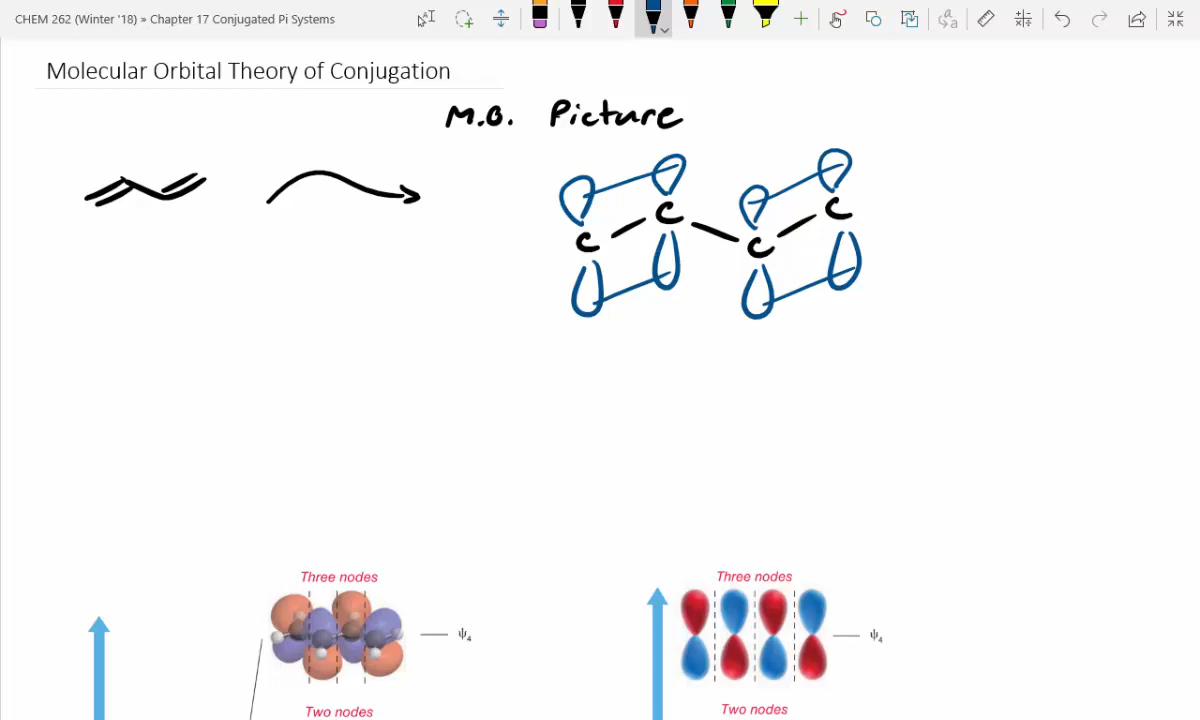 CHEM 262 (Winter '18) » Chapter 17 Conjugated Pi Systems
Molecular Orbital Theory of Conjugation
M.O. Picture
C C C C
Three nodes
Three nodes
ψ4
ψ4
Two nodes
Two nodes